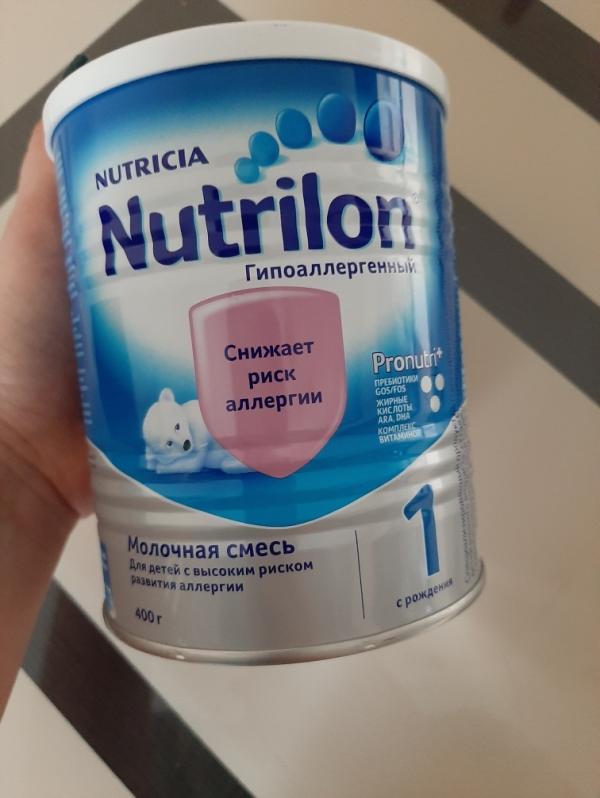 NUTRICIA
Nutrilon
Гипоаллергенный
Снижает
риск
аллергии
Pronutri+
ПРЕБИОТИКИ
GOS/FOS
ЖИРНЫЕ
КИСЛОТЫ
ARA, DHA
КОМПЛЕКС
ВИТАМИНОВ
Молочная смесь
Для детей с высоким риском
развития аллергии
400 г
1
с рождения